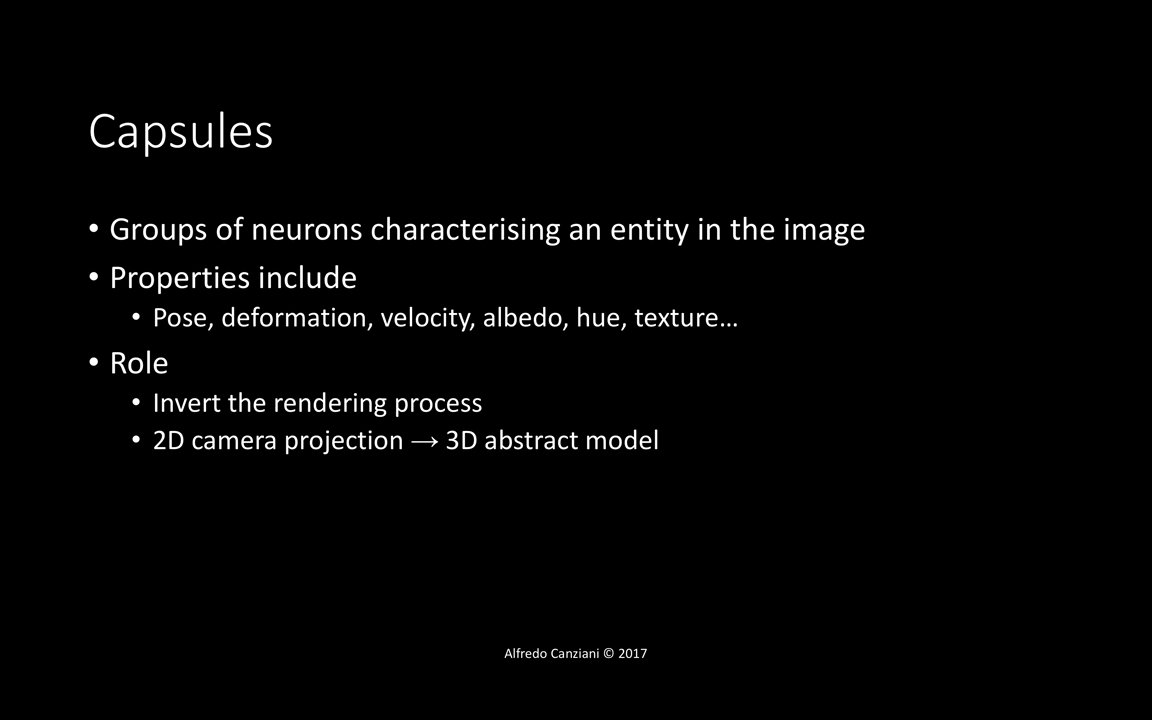 Capsules
• Groups of neurons characterising an entity in the image
• Properties include
• Pose, deformation, velocity, albedo, hue, texture…
• Role
• Invert the rendering process
• 2D camera projection → 3D abstract model
Alfredo Canziani © 2017